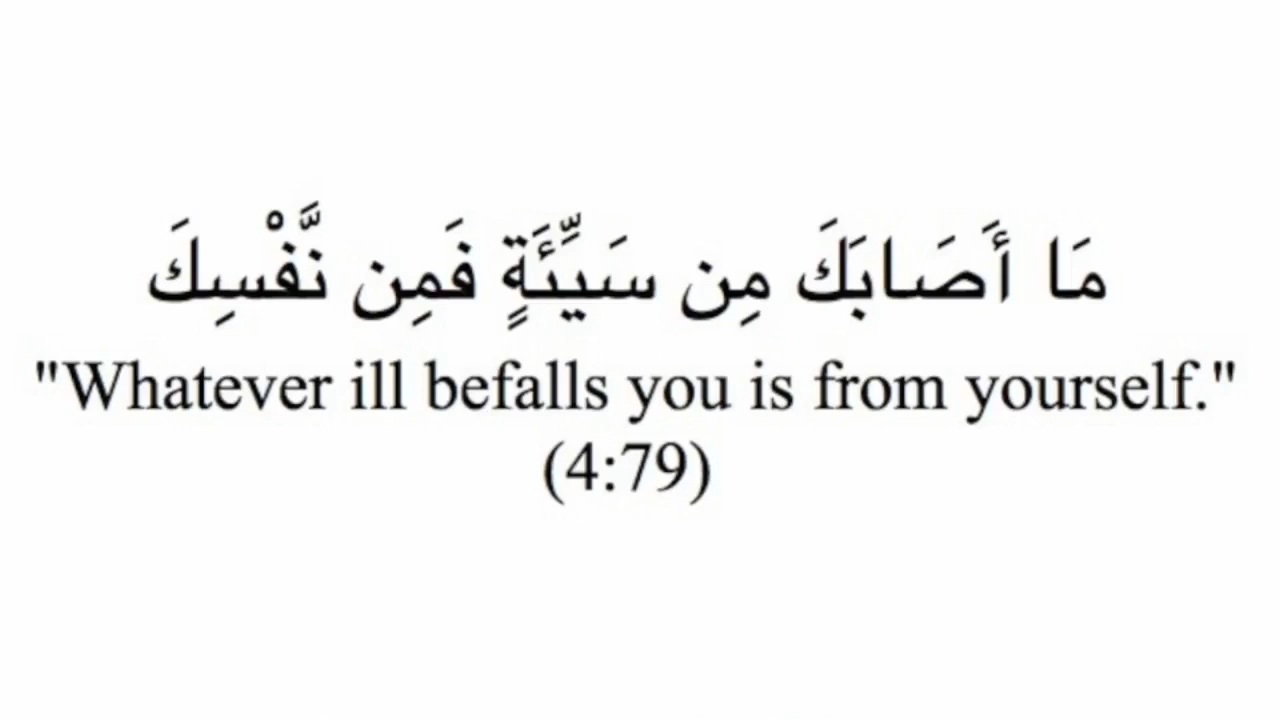 مَا أَصَابَكَ مِن سَيِّئَةٍ فَمِن نَّفْسِكَ
"Whatever ill befalls you is from yourself."
(4:79)